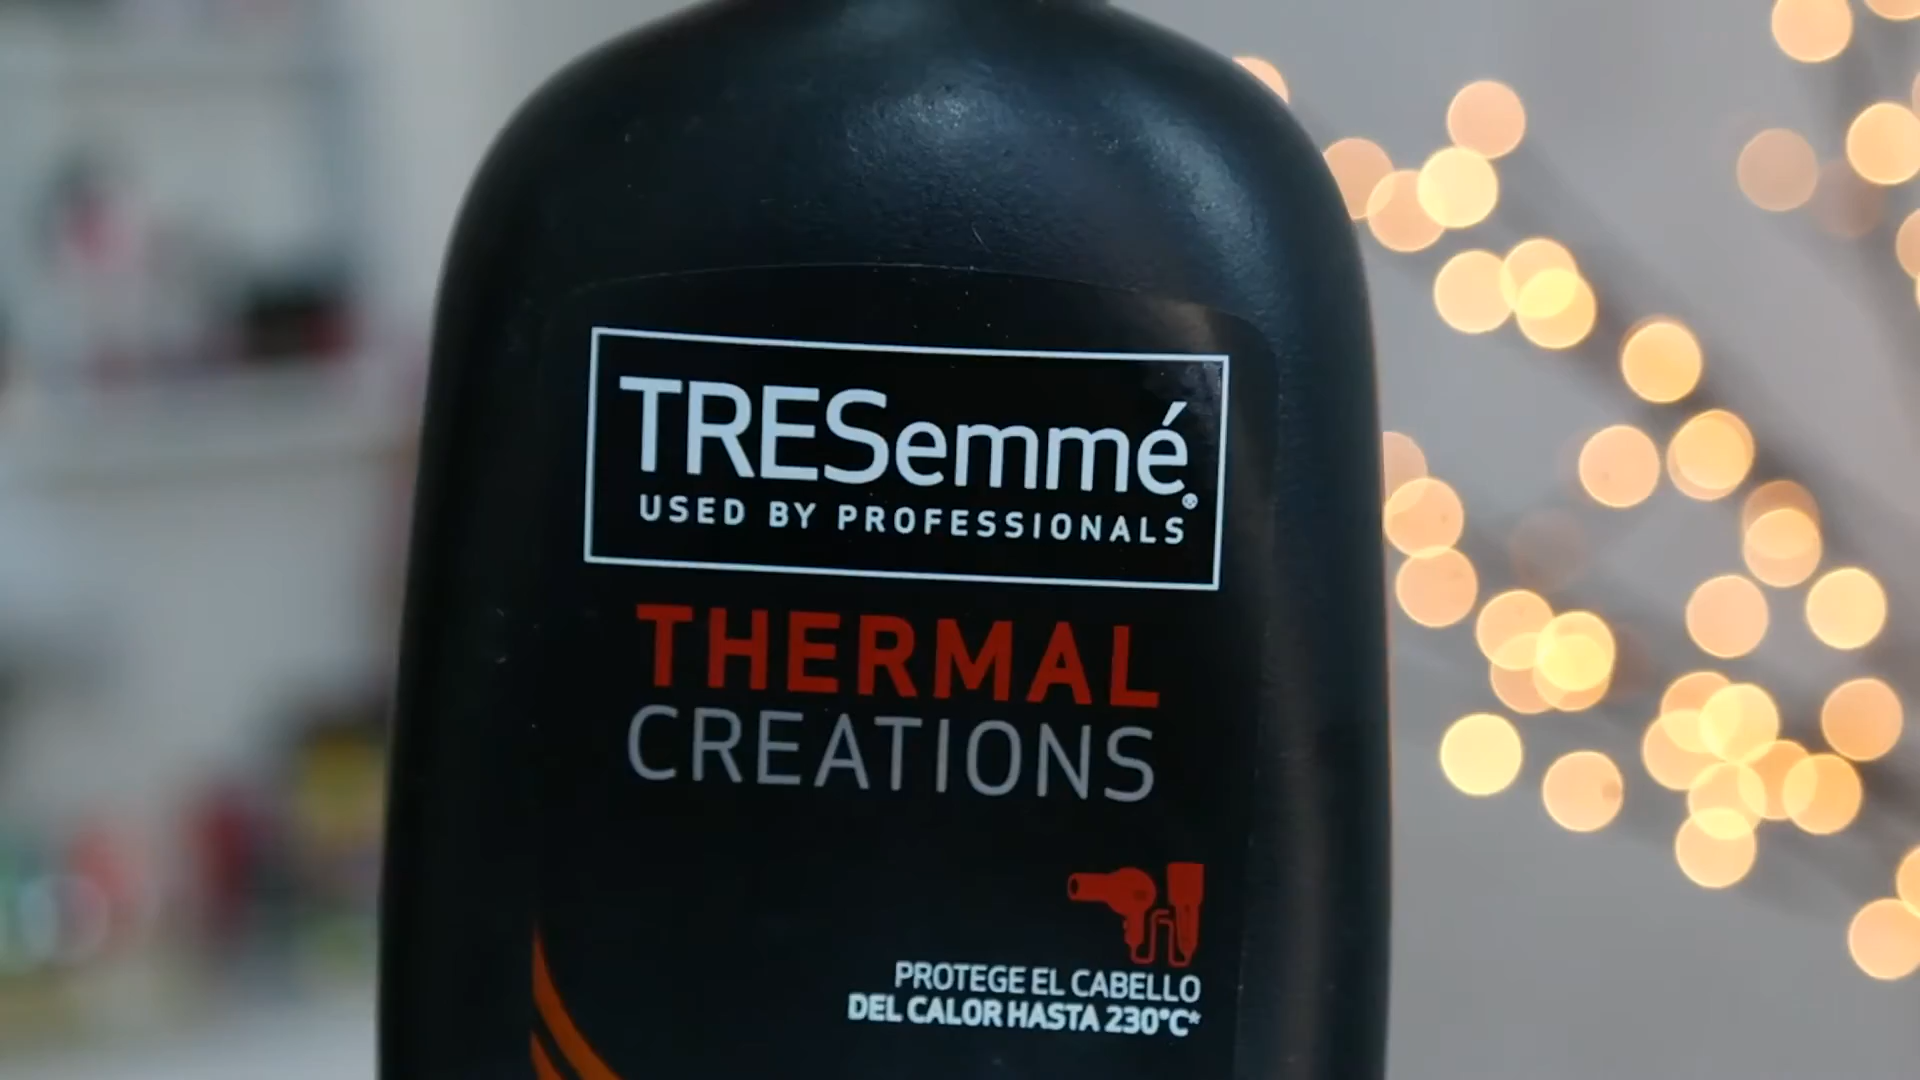 TRESemmé®
USED BY PROFESSIONALS
THERMAL
CREATIONS
PROTEGE EL CABELLO
DEL CALOR HASTA 230°C*